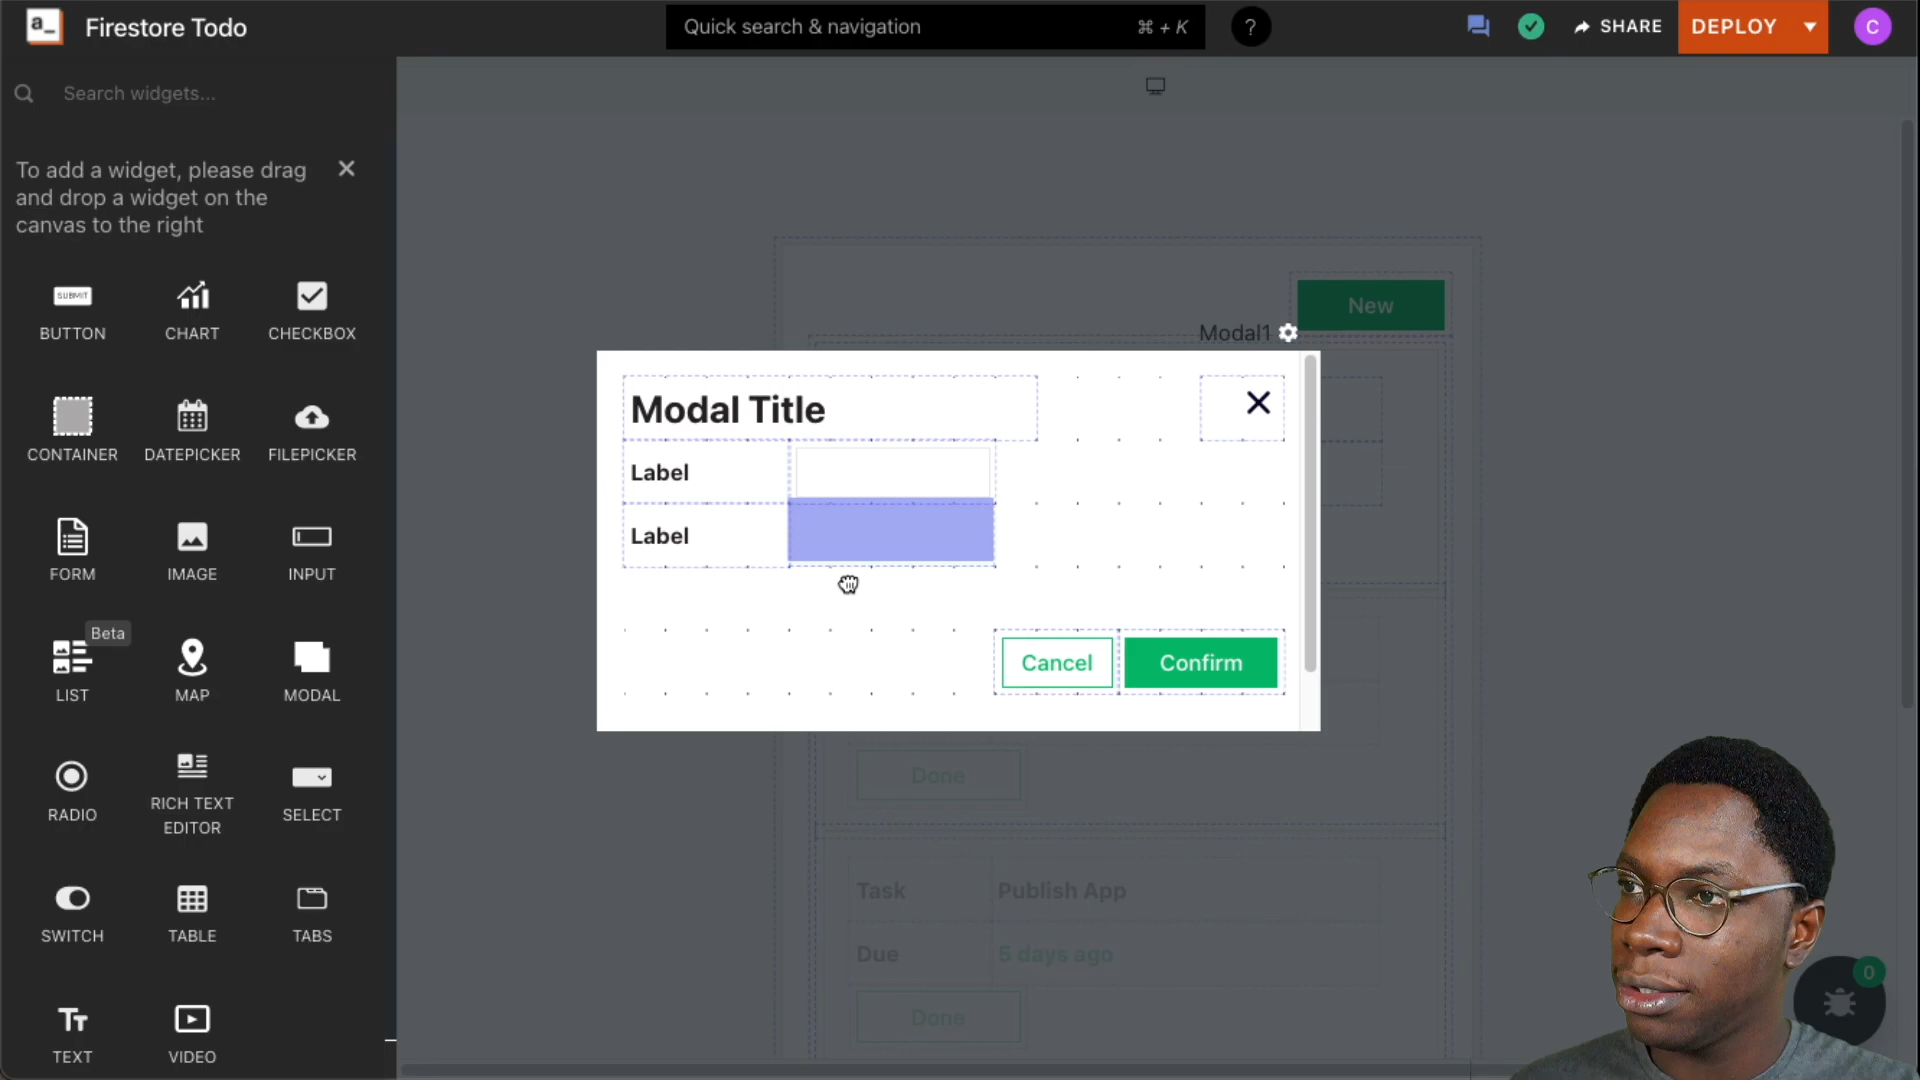 a_
Firestore Todo
Quick search & navigation
⌘ + K
?
SHARE
DEPLOY
C
Search widgets...
To add a widget, please drag
and drop a widget on the
canvas to the right
SUBMIT
BUTTON
CHART
CHECKBOX
CONTAINER
DATEPICKER
FILEPICKER
FORM
IMAGE
INPUT
Beta
LIST
MAP
MODAL
RADIO
RICH TEXT
EDITOR
SELECT
SWITCH
TABLE
TABS
Tт
TEXT
VIDEO
New
Modal1
Modal Title
Label
Label
Cancel
Confirm
Done
Task
Publish App
Due
5 days ago
Done
0